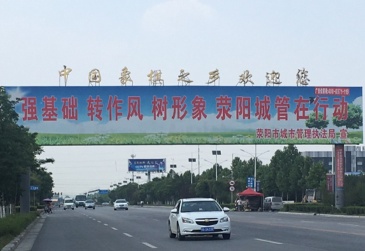 中国象棋之乡欢迎您
强基础 转作风 树形象 荥阳城管在行动
荥阳市城市管理执法局·宣